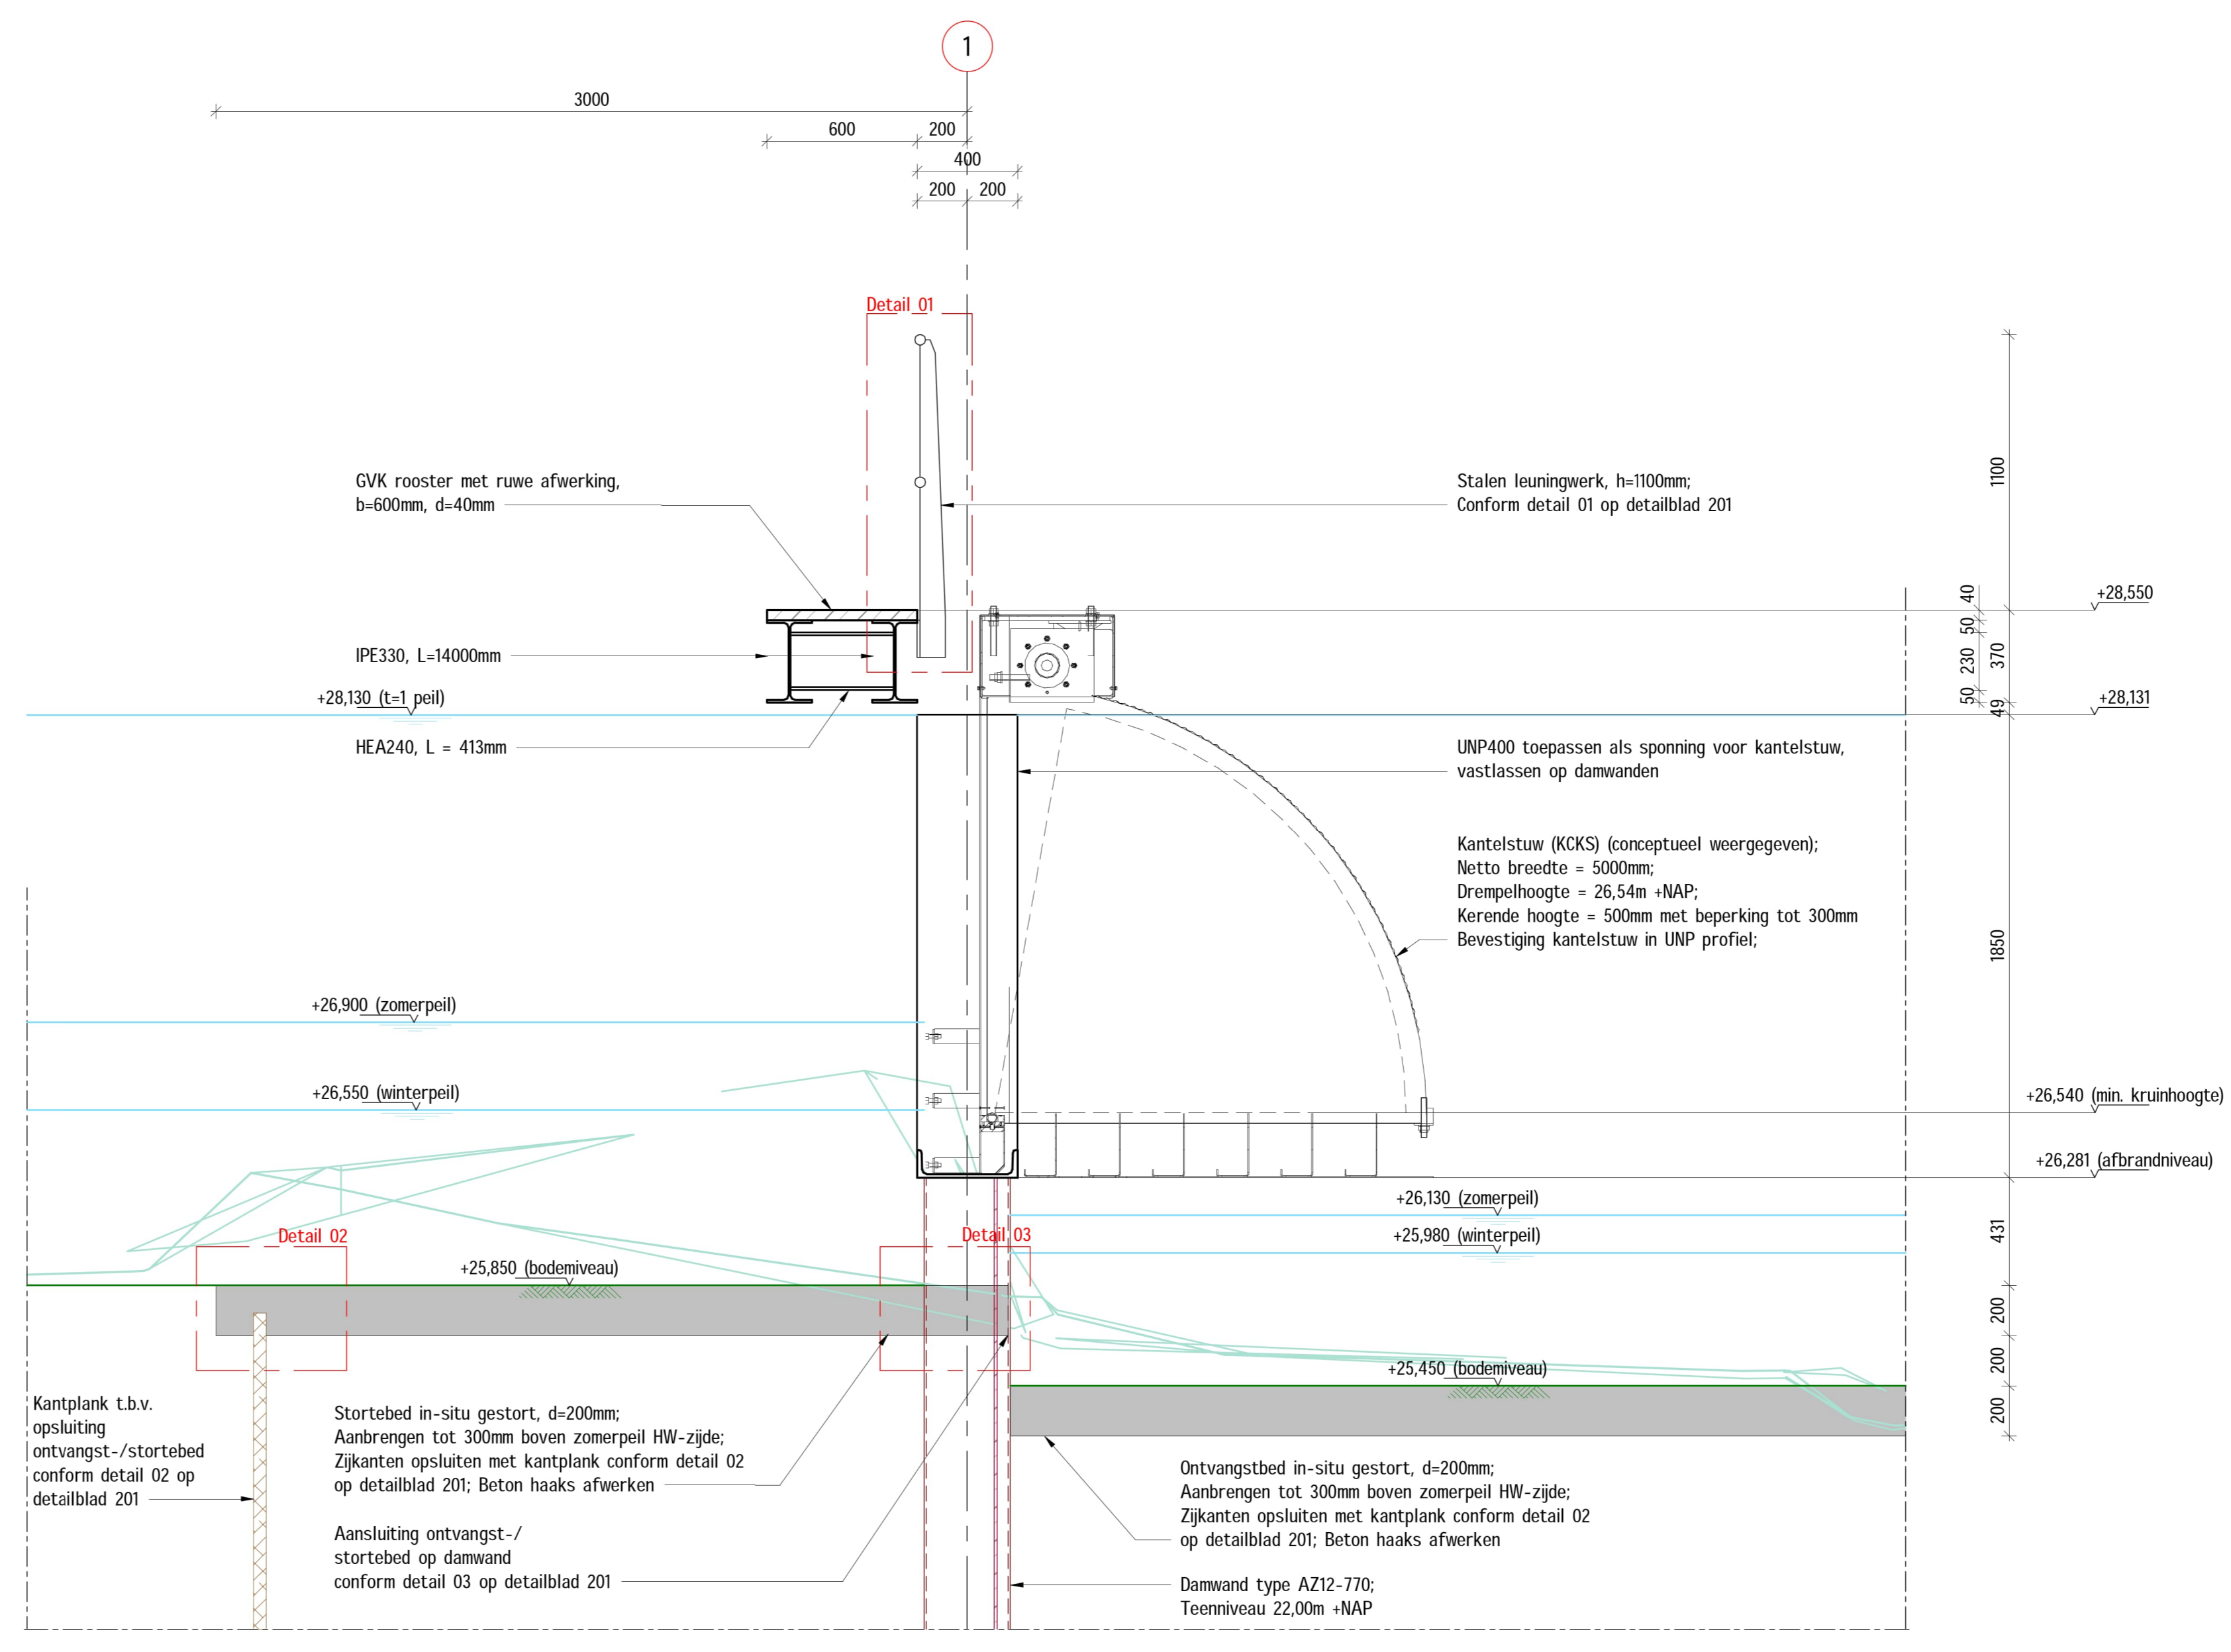 1
3000
600
200
400
200
200
Detail 01
GVK rooster met ruwe afwerking,
b=600mm, d=40mm
Stalen leuningwerk, h=1100mm;
Conform detail 01 op detailblad 201
1100
40
50
230
50
370
49
+28,550
IPE330, L=14000mm
+28,130 (t=1 peil)
+28,131
HEA240, L = 413mm
UNP400 toepassen als sponning voor kantelstuw,
vastlassen op damwanden
Kantelstuw (KCKS) (conceptueel weergegeven);
Netto breedte = 5000mm;
Drempelhoogte = 26,54m +NAP;
Kerende hoogte = 500mm met beperking tot 300mm
Bevestiging kantelstuw in UNP profiel;
1850
+26,900 (zomerpeil)
+26,550 (winterpeil)
+26,540 (min. kruinhoogte)
+26,281 (afbrandniveau)
+26,130 (zomerpeil)
+25,980 (winterpeil)
431
Detail 02
Detail 03
+25,850 (bodemiveau)
200
200
200
+25,450 (bodemiveau)
Kantplank t.b.v.
opsluiting
ontvangst-/stortebed
conform detail 02 op
detailblad 201
Stortebed in-situ gestort, d=200mm;
Aanbrengen tot 300mm boven zomerpeil HW-zijde;
Zijkanten opsluiten met kantplank conform detail 02
op detailblad 201; Beton haaks afwerken
Aansluiting ontvangst-/
stortebed op damwand
conform detail 03 op detailblad 201
Ontvangstbed in-situ gestort, d=200mm;
Aanbrengen tot 300mm boven zomerpeil HW-zijde;
Zijkanten opsluiten met kantplank conform detail 02
op detailblad 201; Beton haaks afwerken
Damwand type AZ12-770;
Teenniveau 22,00m +NAP